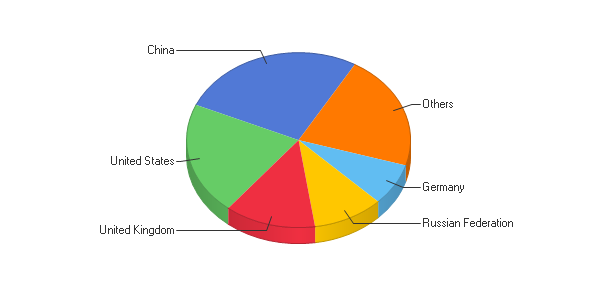 China
Others
United States
Germany
Russian Federation
United Kingdom